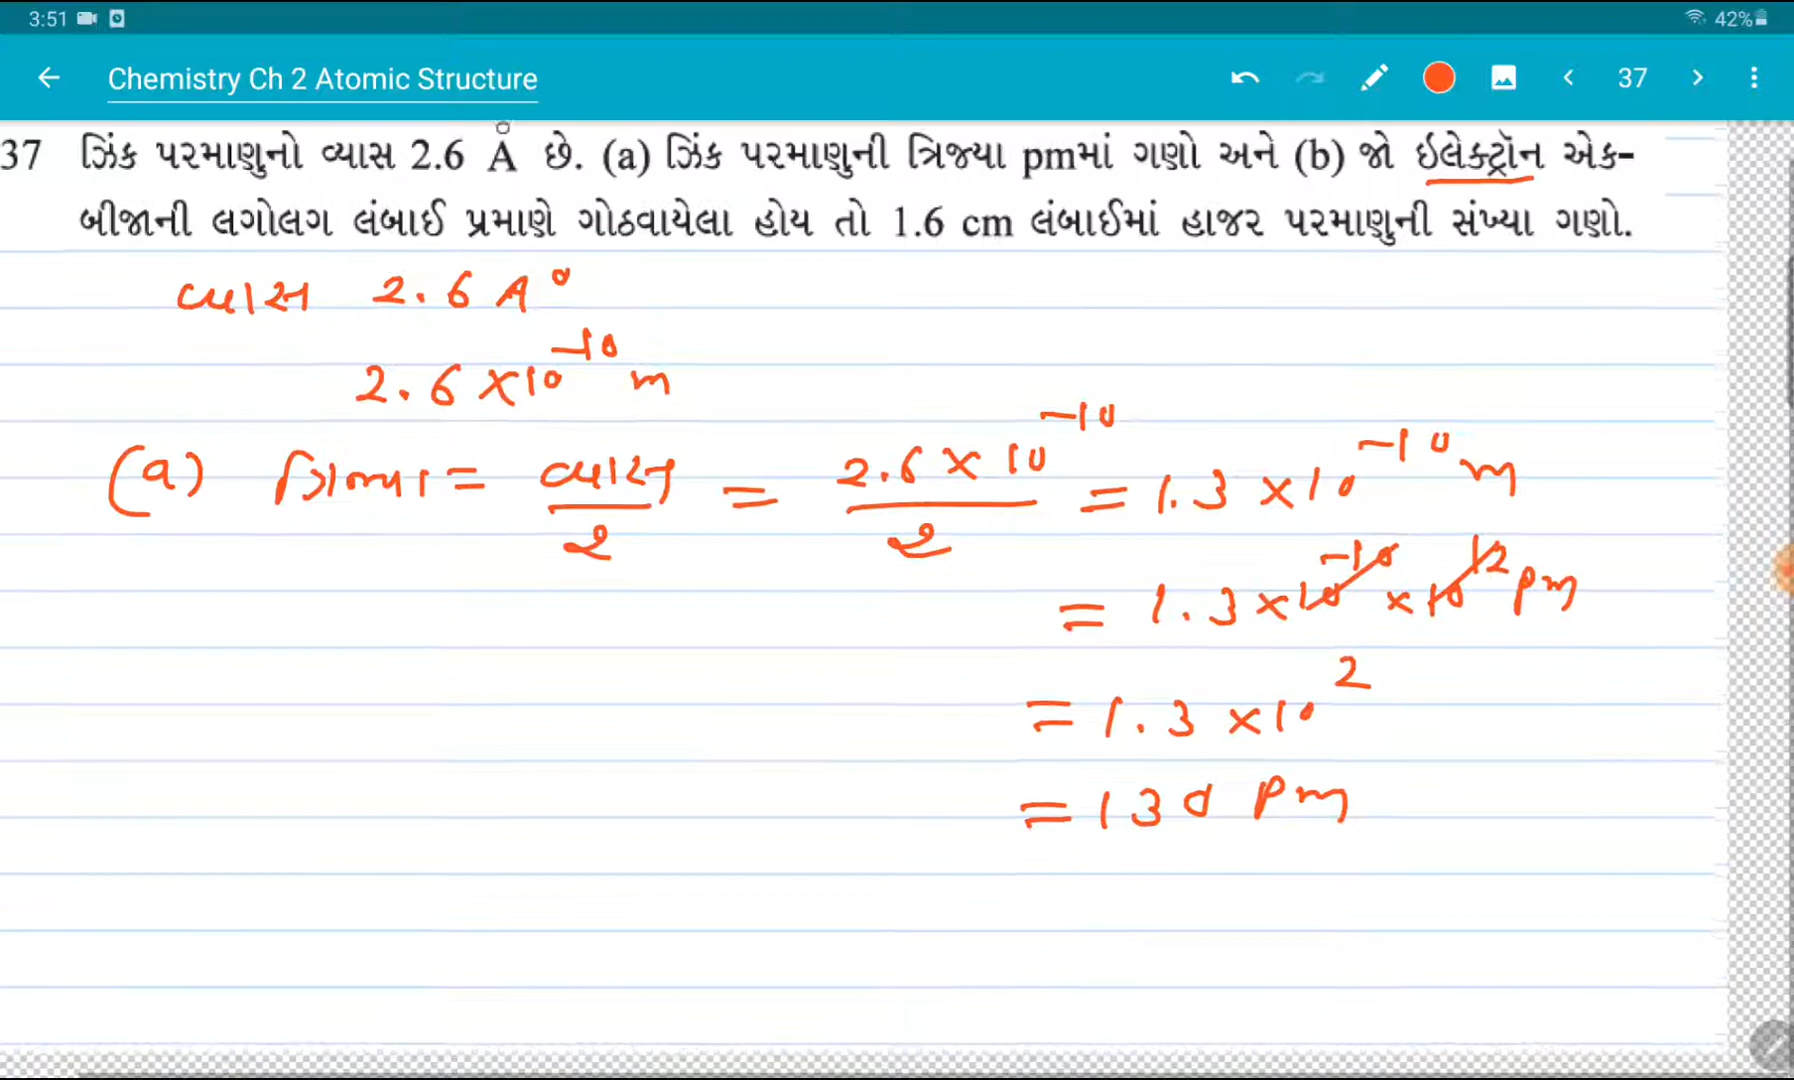 3:51 42%
Chemistry Ch 2 Atomic Structure 37
37 ઝિંક પરમાણુનો વ્યાસ 2.6 Å છે. (a) ઝિંક પરમાણુની ત્રિજ્યા pmમાં ગણો અને (b) જો ઇલેક્ટ્રૉન એક-
બીજાની લગોલગ લંબાઈ પ્રમાણે ગોઠવાયેલા હોય તો 1.6 cm લંબાઈમાં હાજર પરમાણુની સંખ્યા ગણો.
વ્યાસ 2.6 A°
2.6 × 10⁻¹⁰ m
(a) ત્રિજ્યા = વ્યાસ/2 = 2.6 × 10⁻¹⁰/2 = 1.3 × 10⁻¹⁰ m
= 1.3 × 10⁻¹⁰ × 10¹² pm
= 1.3 × 10²
= 130 pm